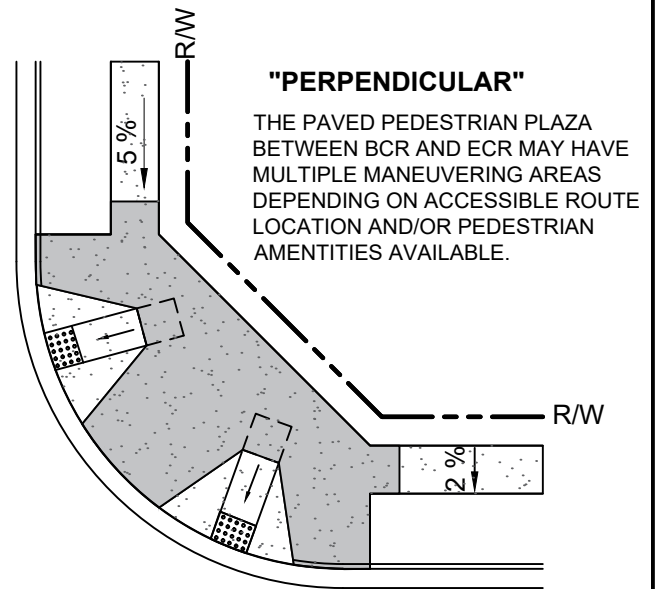 R/W
"PERPENDICULAR"
THE PAVED PEDESTRIAN PLAZA
BETWEEN BCR AND ECR MAY HAVE
MULTIPLE MANEUVERING AREAS
DEPENDING ON ACCESSIBLE ROUTE
LOCATION AND/OR PEDESTRIAN
AMENTITIES AVAILABLE.
5 %
R/W
2 %